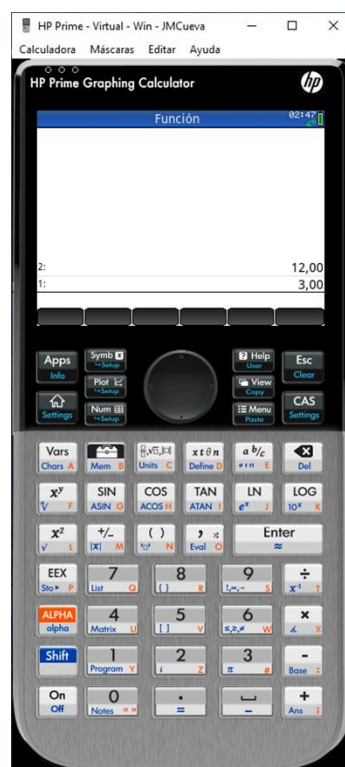 HP Prime - Virtual - Win - JMCueva
Calculadora Máscaras Editar Ayuda
HP Prime Graphing Calculator hp
Función 02:47
2: 12,00
1: 3,00
Apps Symb Help Esc
Info Setup User Clear
Plot View
Setup Copy
Settings Num Menu CAS
Setup Paste Settings
Vars x t θ n a b/c
Chars A Mem B Units C Define D E Del
xʸ SIN COS TAN LN LOG
F ASIN G ACOS H ATAN I eˣ J 10ˣ K
x² +/- ( ) , Enter
√ L |x| M N Eval O ≈
EEX 7 8 9 ÷
Sto P List Q { } R !,∞,→ S x⁻¹ T
ALPHA 4 5 6 ×
alpha Matrix U [ ] V ≤,≥,≠ W ∡ X
Shift 1 2 3 -
Program Y i Z π # Base :
On 0 . +
Off Notes " " = _ Ans ;